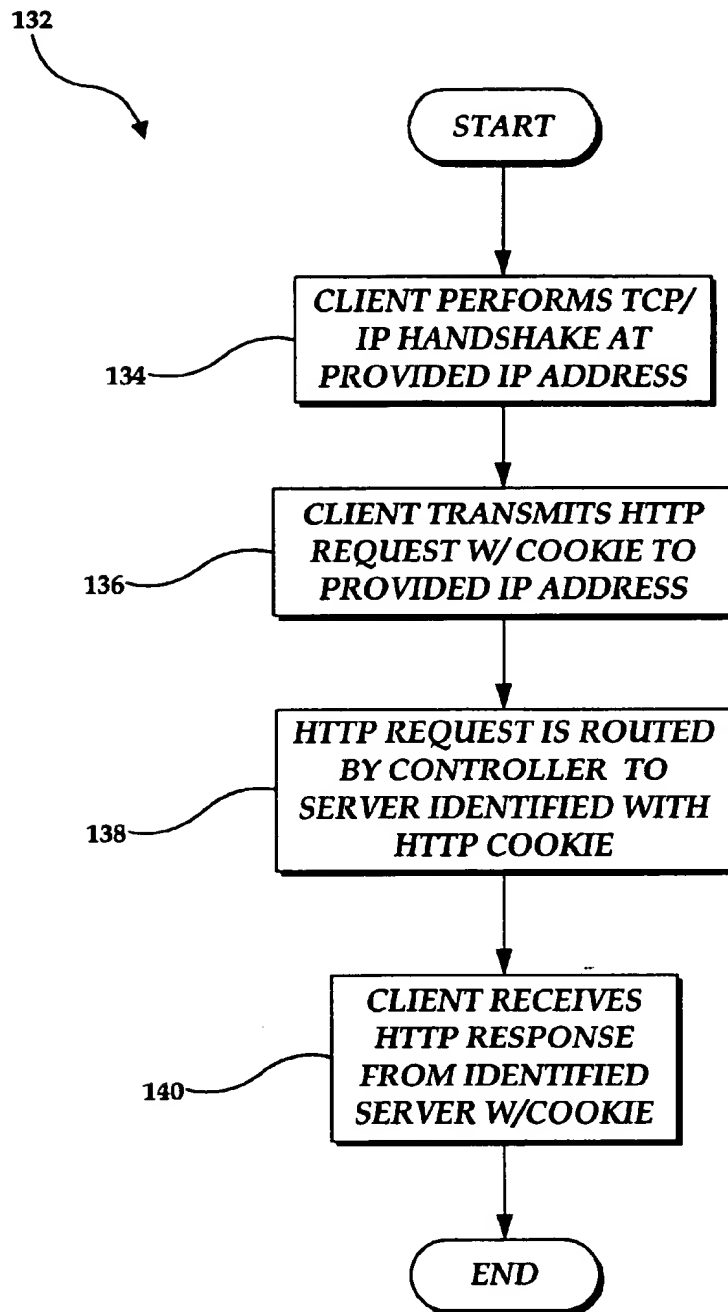 132
START
CLIENT PERFORMS TCP/
IP HANDSHAKE AT
PROVIDED IP ADDRESS
134
CLIENT TRANSMITS HTTP
REQUEST W/ COOKIE TO
PROVIDED IP ADDRESS
136
HTTP REQUEST IS ROUTED
BY CONTROLLER TO
SERVER IDENTIFIED WITH
HTTP COOKIE
138
CLIENT RECEIVES
HTTP RESPONSE
FROM IDENTIFIED
SERVER W/COOKIE
140
END